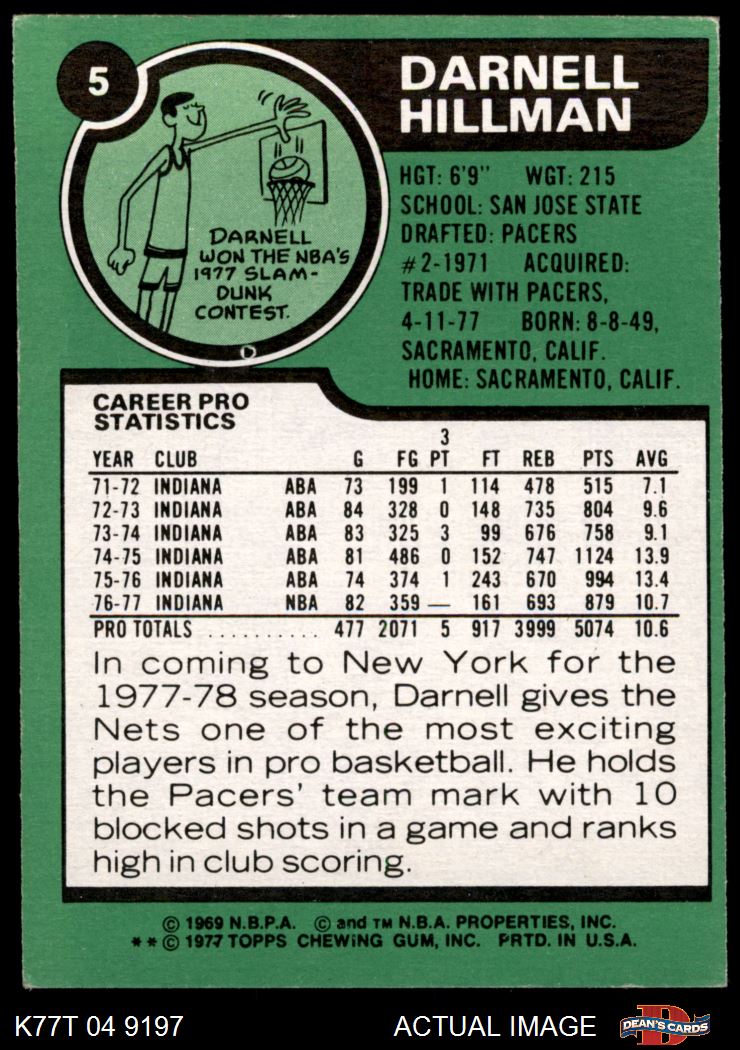 5
DARNELL
HILLMAN
DARNELL
WON THE NBA'S
1977 SLAM-
DUNK
CONTEST.
HGT: 6'9" WGT: 215
SCHOOL: SAN JOSE STATE
DRAFTED: PACERS
#2-1971 ACQUIRED:
TRADE WITH PACERS,
4-11-77 BORN: 8-8-49,
SACRAMENTO, CALIF.
HOME: SACRAMENTO, CALIF.
CAREER PRO
STATISTICS
3
YEAR CLUB G FG PT FT REB PTS AVG
71-72 INDIANA ABA 73 199 1 114 478 515 7.1
72-73 INDIANA ABA 84 328 0 148 735 804 9.6
73-74 INDIANA ABA 83 325 3 99 676 758 9.1
74-75 INDIANA ABA 81 486 0 152 747 1124 13.9
75-76 INDIANA ABA 74 374 1 243 670 994 13.4
76-77 INDIANA NBA 82 359 — 161 693 879 10.7
PRO TOTALS .......... 477 2071 5 917 3999 5074 10.6
In coming to New York for the
1977-78 season, Darnell gives the
Nets one of the most exciting
players in pro basketball. He holds
the Pacers' team mark with 10
blocked shots in a game and ranks
high in club scoring.
© 1969 N.B.P.A. © and TM N.B.A. PROPERTIES, INC.
**© 1977 TOPPS CHEWING GUM, INC. PRTD. IN U.S.A.
K77T 04 9197 ACTUAL IMAGE
D
DEAN'S CARDS